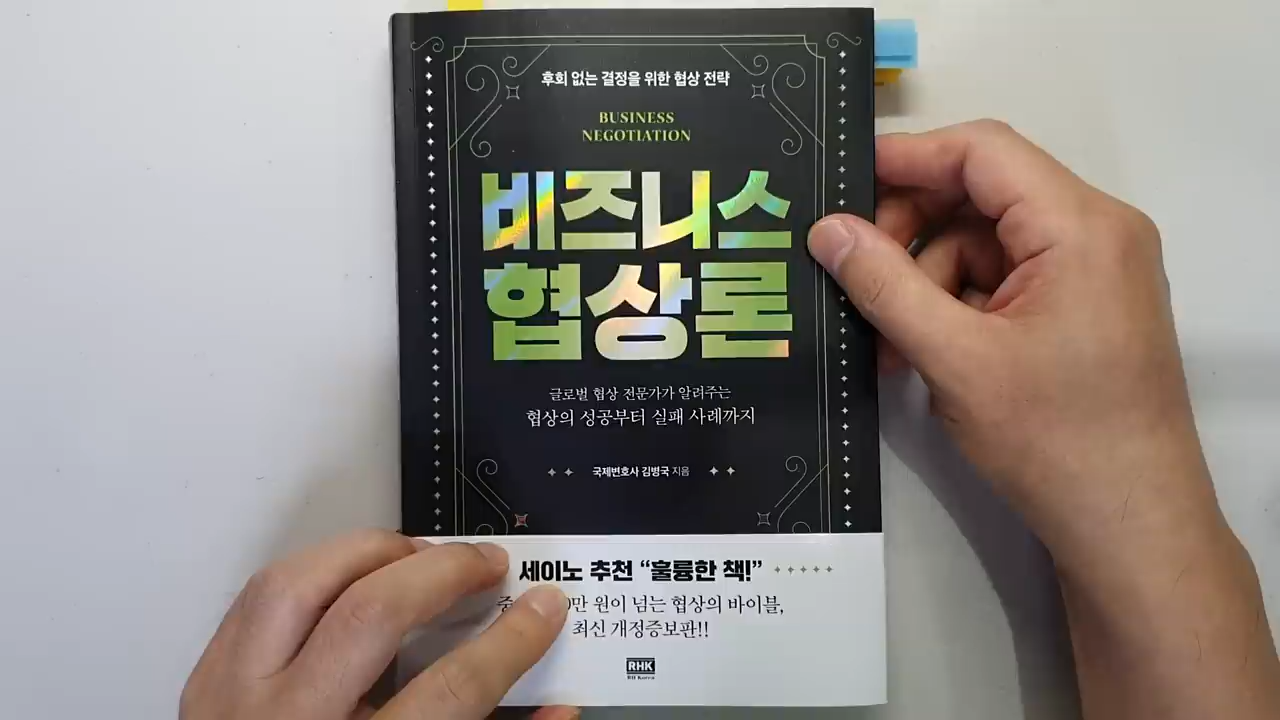 후회 없는 결정을 위한 협상 전략
BUSINESS
NEGOTIATION
비즈니스
협상론
글로벌 협상 전문가가 알려주는
협상의 성공부터 실패 사례까지
국제변호사 김병국 지음
세이노 추천 “훌륭한 책!”
만 원이 넘는 협상의 바이블,
최신 개정증보판!!
RHK
RH Korea